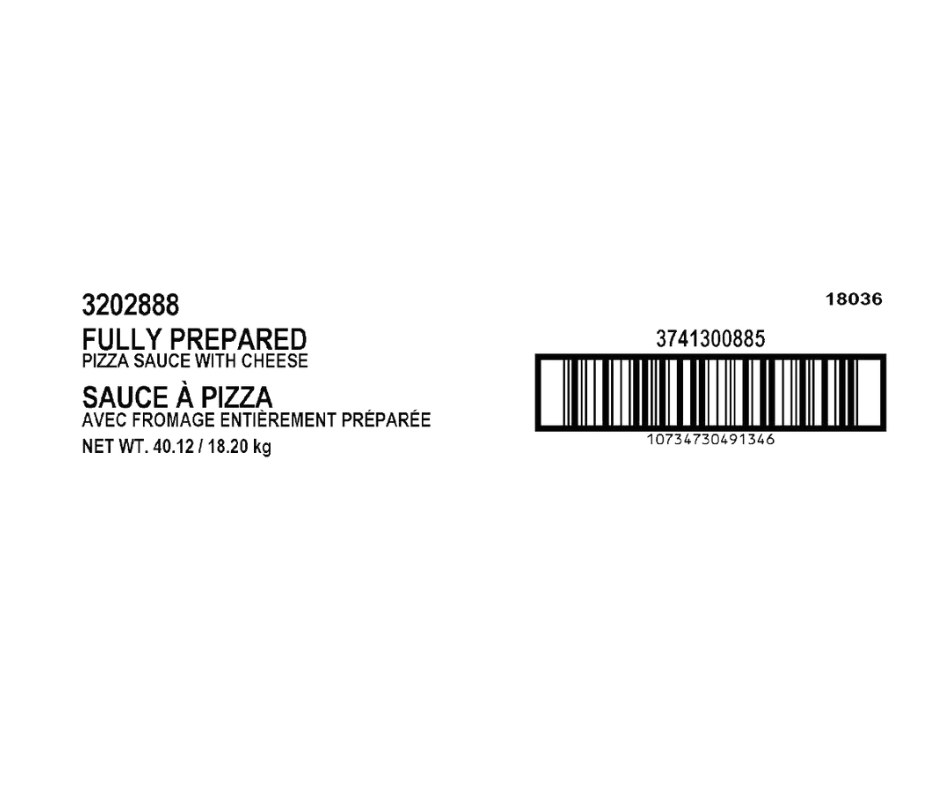 3202888
FULLY PREPARED
PIZZA SAUCE WITH CHEESE
SAUCE À PIZZA
AVEC FROMAGE ENTIÈREMENT PRÉPARÉE
NET WT. 40.12 / 18.20 kg
18036
3741300885
10734730491346